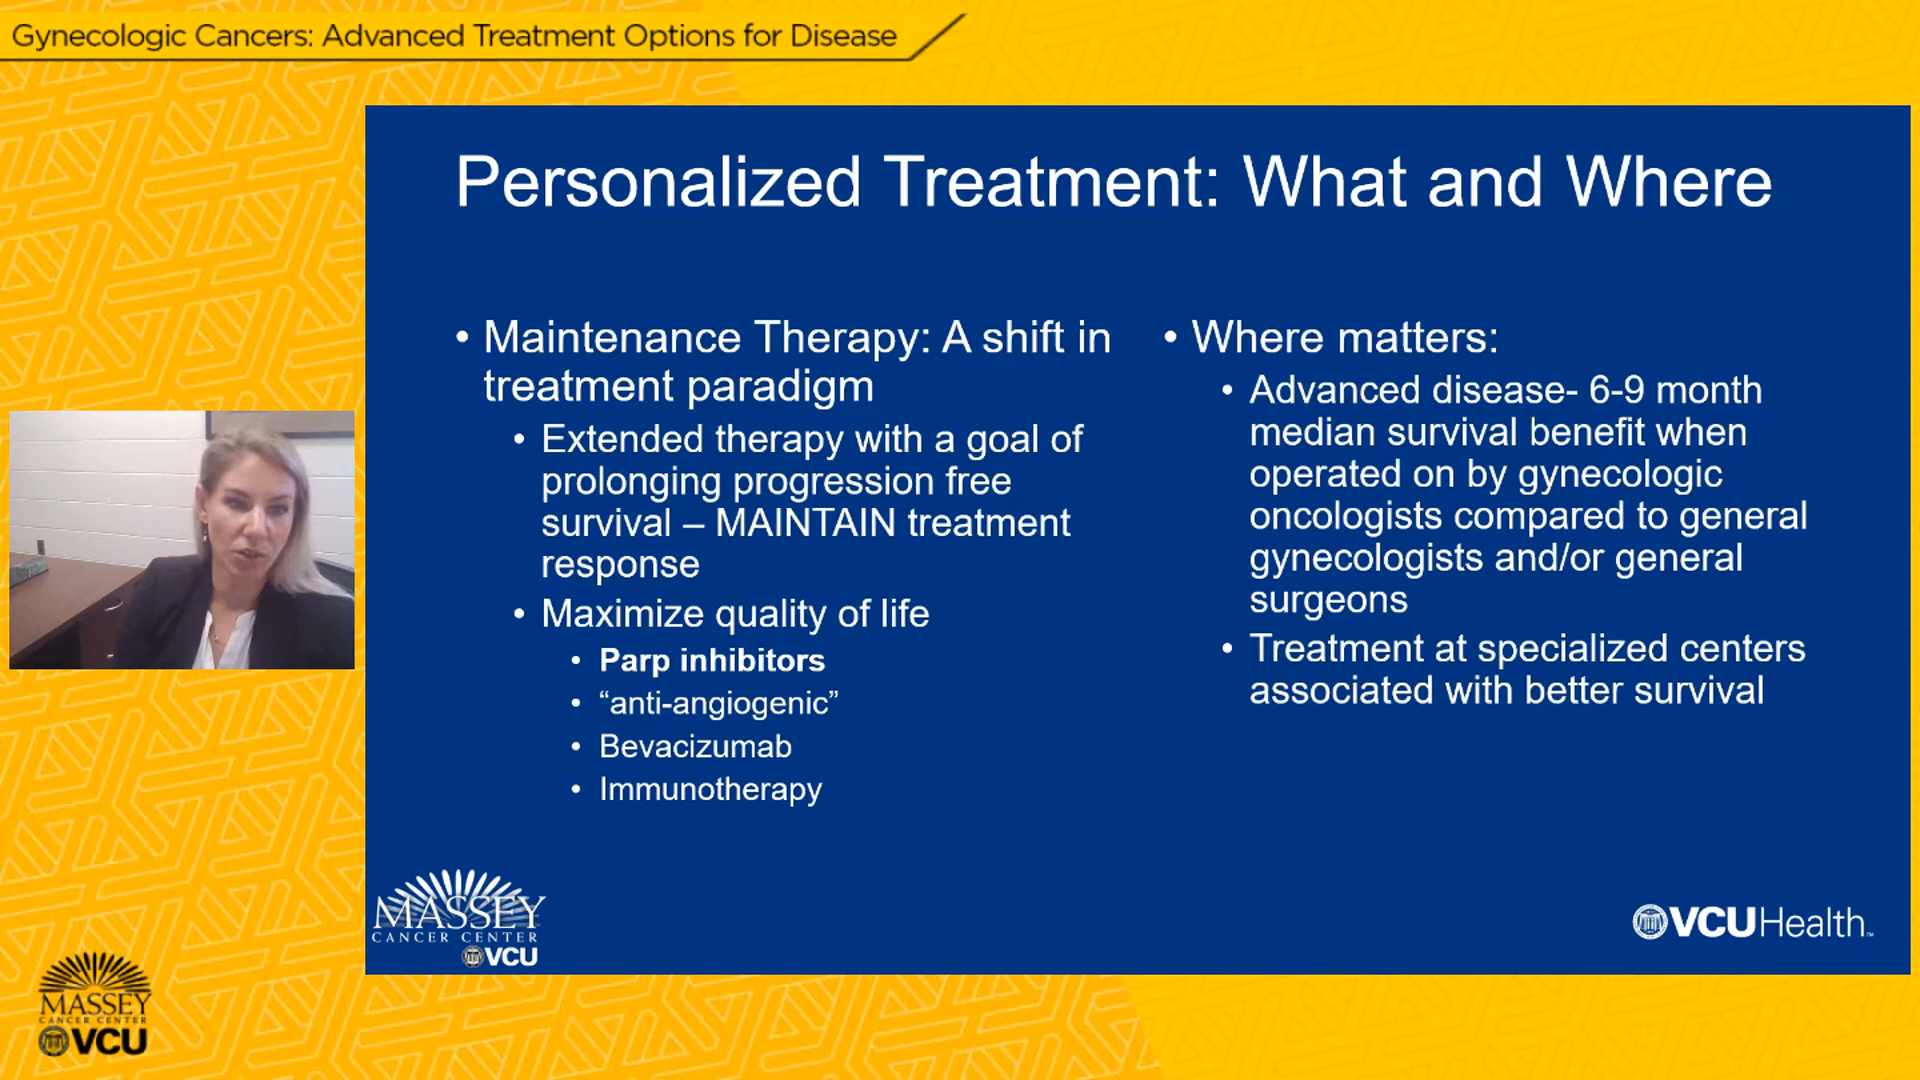 Gynecologic Cancers: Advanced Treatment Options for Disease
Personalized Treatment: What and Where
• Maintenance Therapy: A shift in
treatment paradigm
• Extended therapy with a goal of
prolonging progression free
survival – MAINTAIN treatment
response
• Maximize quality of life
• Parp inhibitors
• “anti-angiogenic”
• Bevacizumab
• Immunotherapy
• Where matters:
• Advanced disease- 6-9 month
median survival benefit when
operated on by gynecologic
oncologists compared to general
gynecologists and/or general
surgeons
• Treatment at specialized centers
associated with better survival
MASSEY
CANCER CENTER
VCU
VCUHealth™
MASSEY
CANCER CENTER
VCU